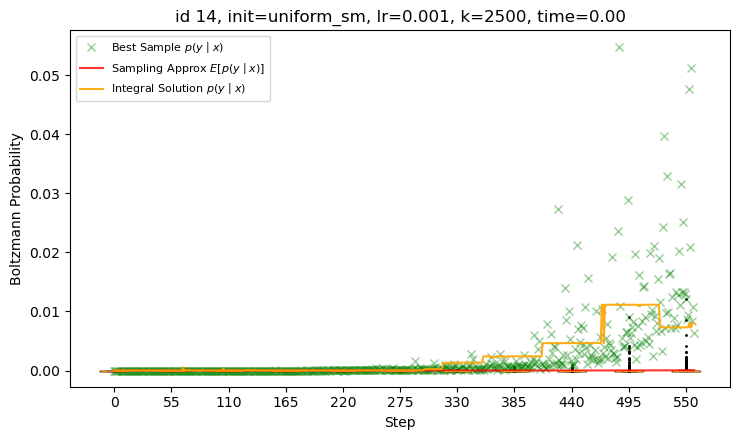 id 14, init=uniform_sm, lr=0.001, k=2500, time=0.00
Best Sample p(y | x)
Sampling Approx E[p(y | x)]
Integral Solution p(y | x)
Boltzmann Probability
0.05
0.04
0.03
0.02
0.01
0.00
0 55 110 165 220 275 330 385 440 495 550
Step